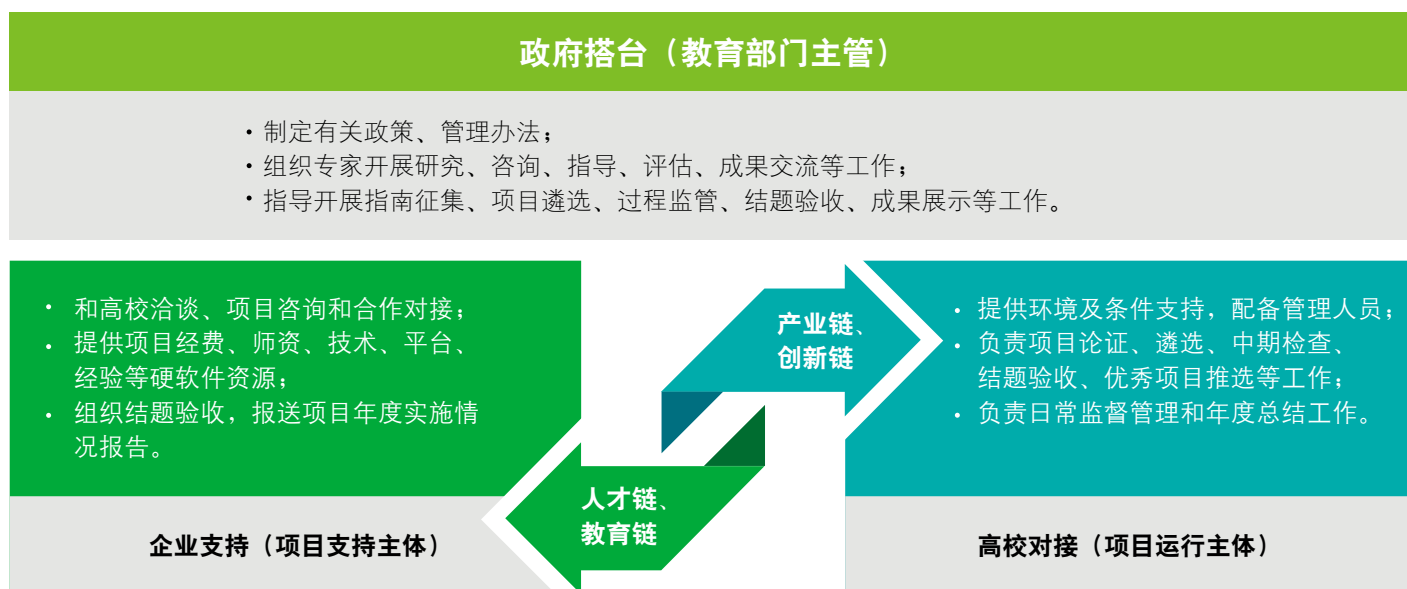 政府搭台（教育部门主管）
• 制定有关政策、管理办法；
• 组织专家开展研究、咨询、指导、评估、成果交流等工作；
• 指导开展指南征集、项目遴选、过程监管、结题验收、成果展示等工作。
• 和高校洽谈、项目咨询和合作对接；
• 提供项目经费、师资、技术、平台、
经验等硬软件资源；
• 组织结题验收，报送项目年度实施情
况报告。
企业支持（项目支持主体）
产业链、
创新链
人才链、
教育链
• 提供环境及条件支持，配备管理人员；
• 负责项目论证、遴选、中期检查、
结题验收、优秀项目推选等工作；
• 负责日常监督管理和年度总结工作。
高校对接（项目运行主体）